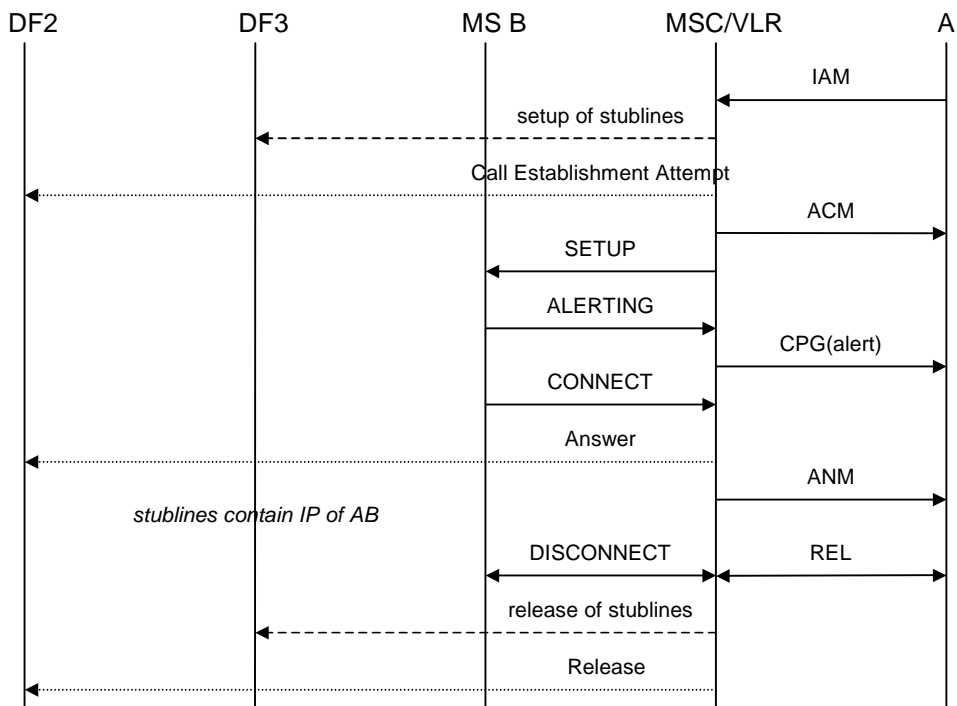 DF2 DF3 MS B MSC/VLR A
IAM
setup of stublines
Call Establishment Attempt
ACM
SETUP
ALERTING
CPG(alert)
CONNECT
Answer
ANM
stublines contain IP of AB
DISCONNECT REL
release of stublines
Release